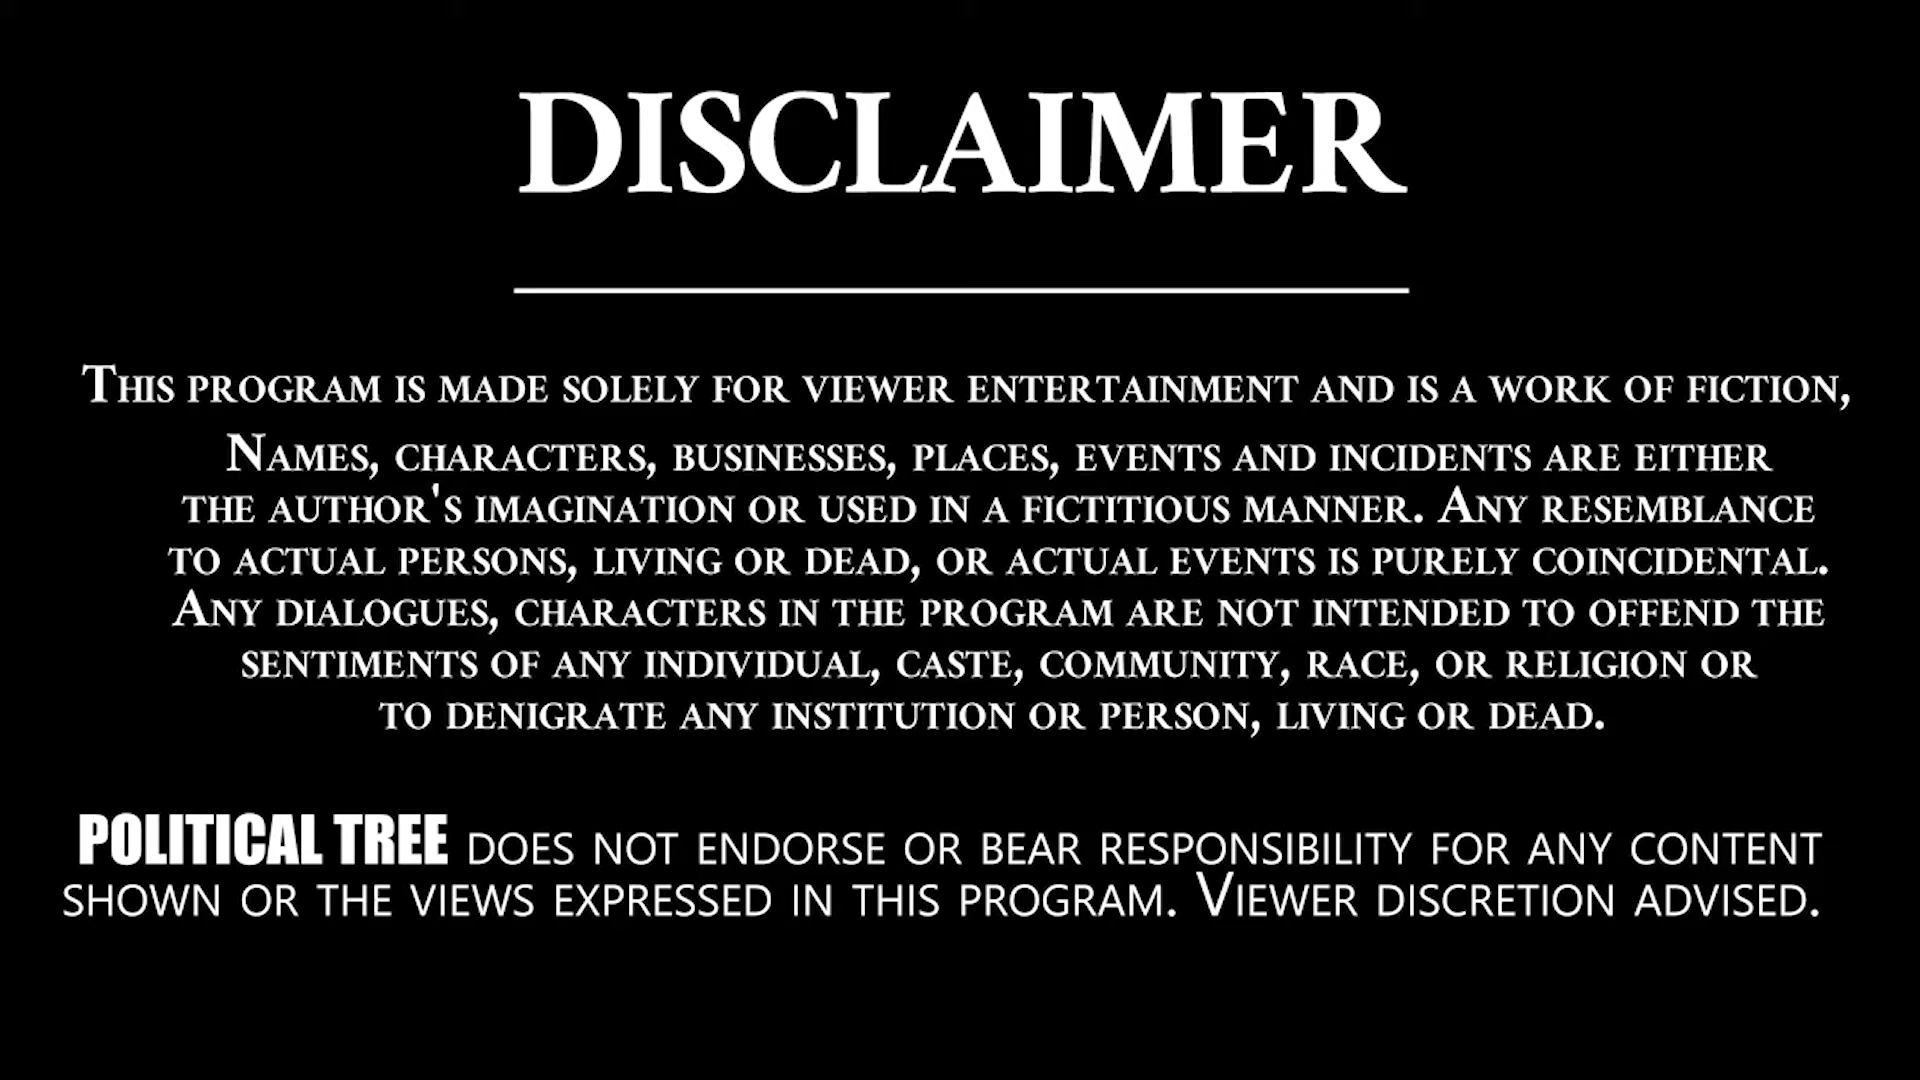 DISCLAIMER
This program is made solely for viewer entertainment and is a work of fiction,
Names, characters, businesses, places, events and incidents are either
the author's imagination or used in a fictitious manner. Any resemblance
to actual persons, living or dead, or actual events is purely coincidental.
Any dialogues, characters in the program are not intended to offend the
sentiments of any individual, caste, community, race, or religion or
to denigrate any institution or person, living or dead.
POLITICAL TREE does not endorse or bear responsibility for any content
shown or the views expressed in this program. Viewer discretion advised.